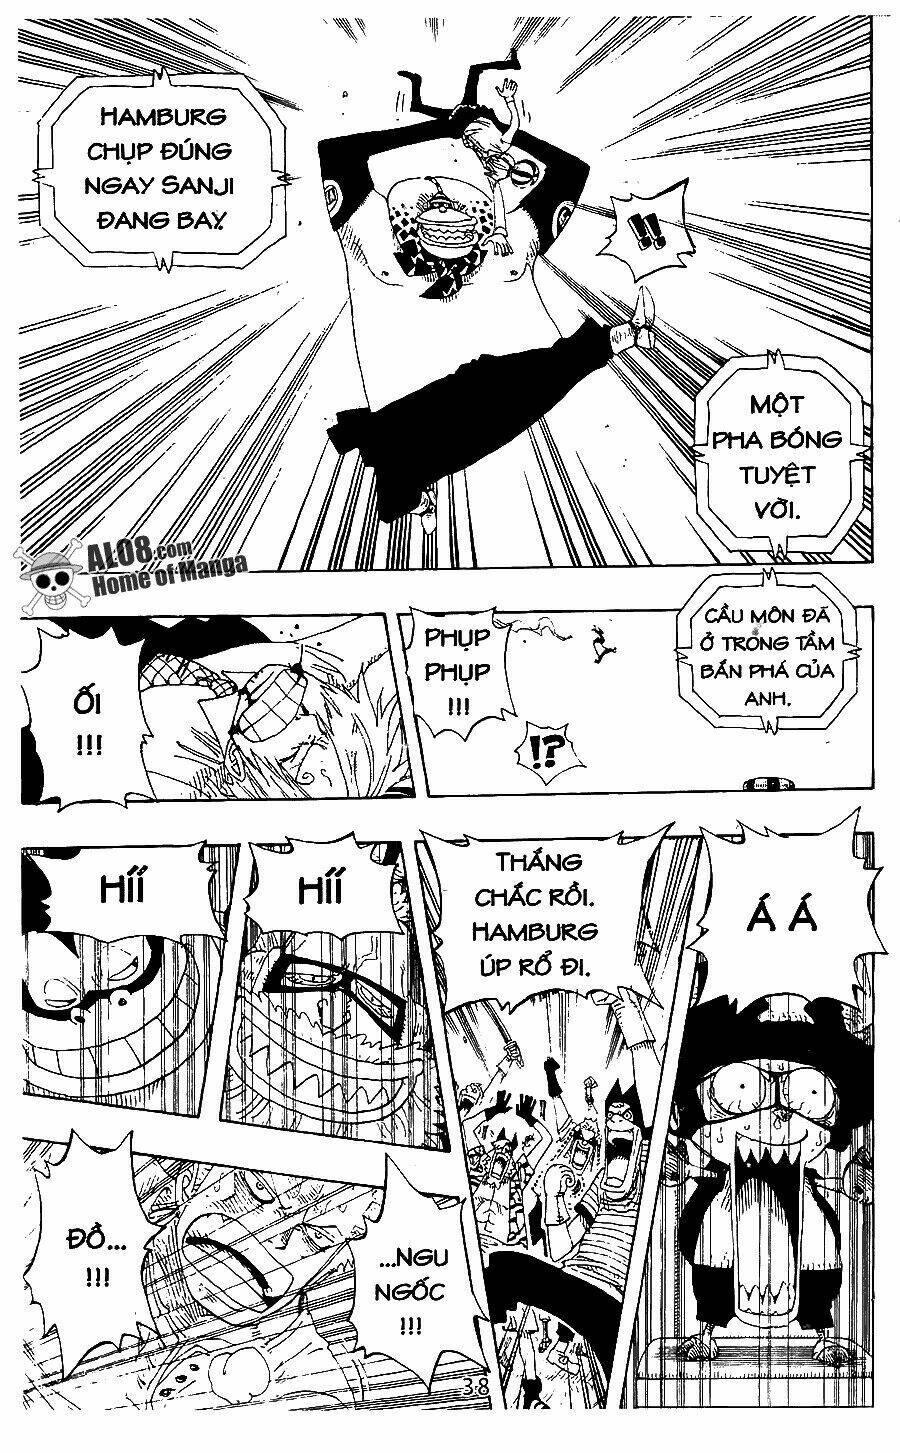 HAMBURG
CHỤP ĐÚNG
NGAY SANJI
ĐANG BAY.
!!
MỘT
PHA BÓNG
TUYỆT
VỜI.
AL08.com
Home of Manga
CẦU MÔN ĐÃ
Ở TRONG TẦM
BẮN PHÁ CỦA
ANH.
PHỤP
PHỤP
!!!
!?
ỐI
!!!
Á Á
THẮNG
CHẮC RỒI.
HAMBURG
ÚP RỔ ĐI.
HÍÍ
HÍÍ
...NGU
NGỐC
!!!
ĐỒ...
!!!
38